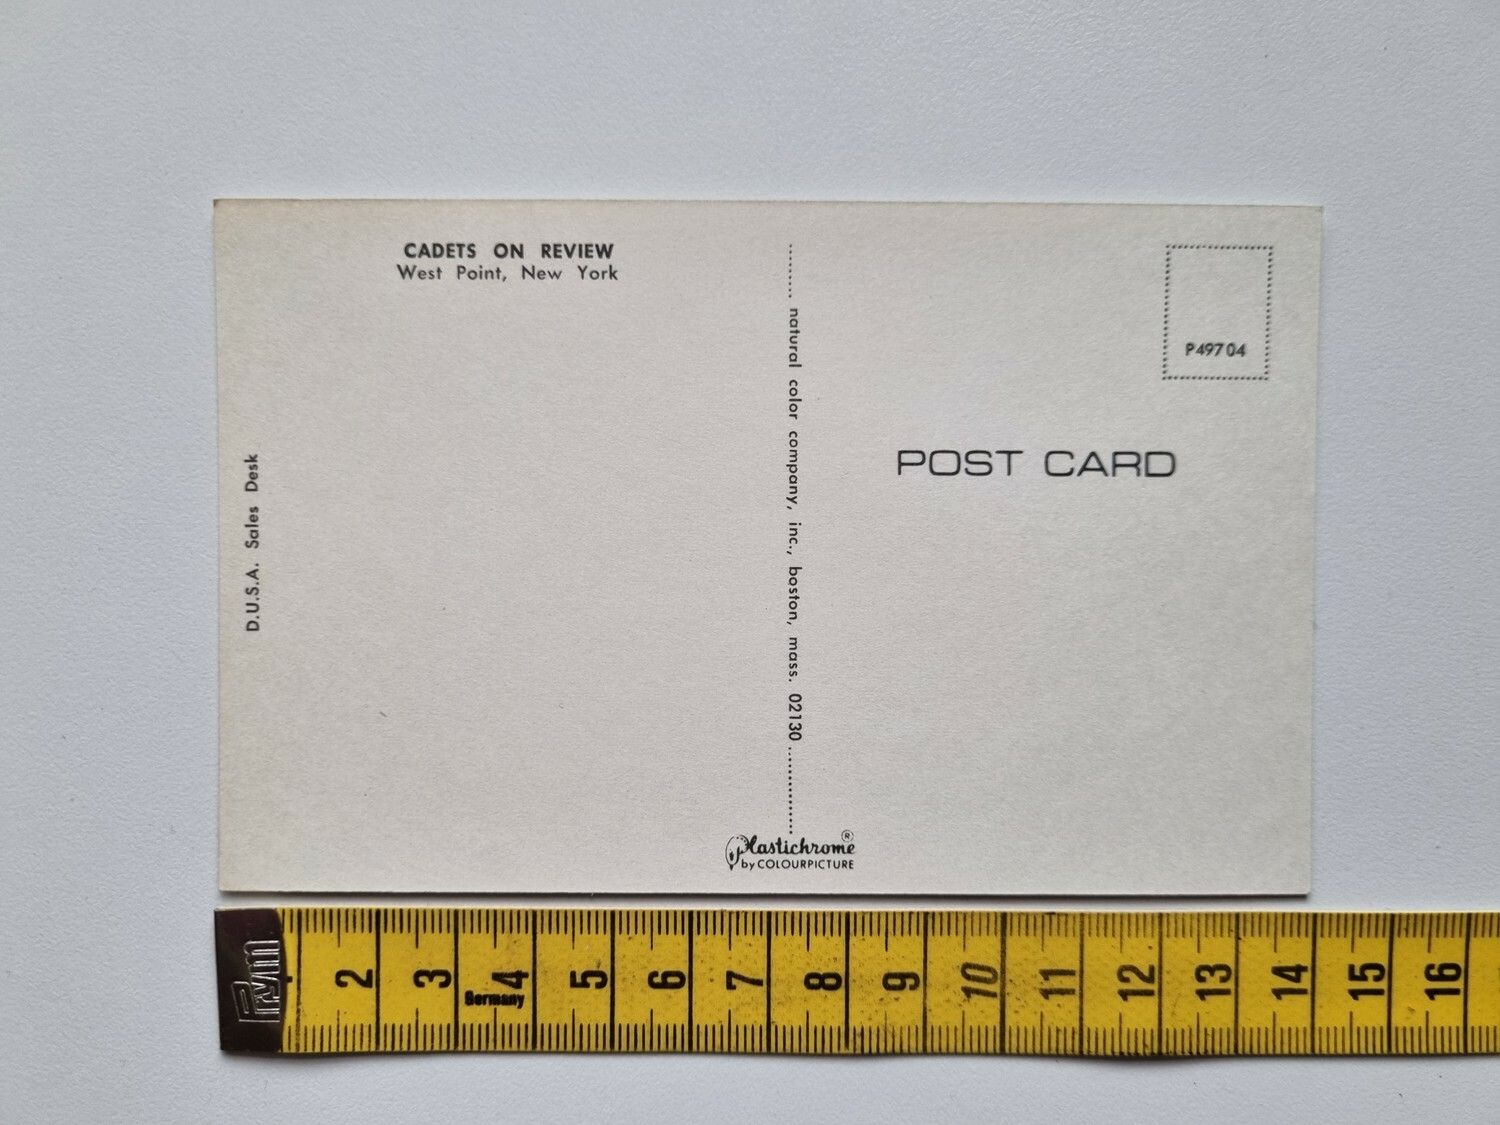 CADETS ON REVIEW
West Point, New York
D.U.S.A. Sales Desk
natural color company, inc., boston, mass. 02130
Plastichrome ®
by COLOURPICTURE
P49704
POST CARD
Prym
2 3 4 5 6 7 8 9 10 11 12 13 14 15 16
Germany